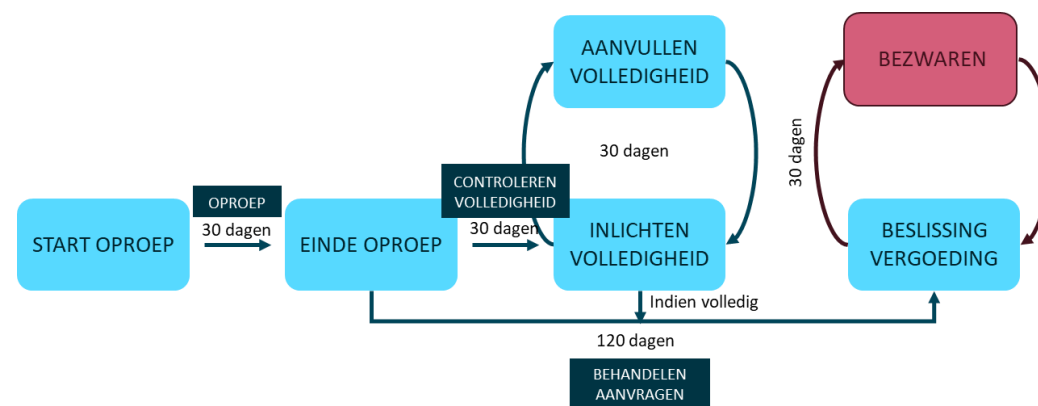 AANVULLEN
VOLLEDIGHEID
BEZWAREN
30 dagen
30 dagen
CONTROLEREN
VOLLEDIGHEID
OPROEP
30 dagen
30 dagen
START OPROEP
EINDE OPROEP
INLICHTEN
VOLLEDIGHEID
BESLISSING
VERGOEDING
Indien volledig
120 dagen
BEHANDELEN
AANVRAGEN